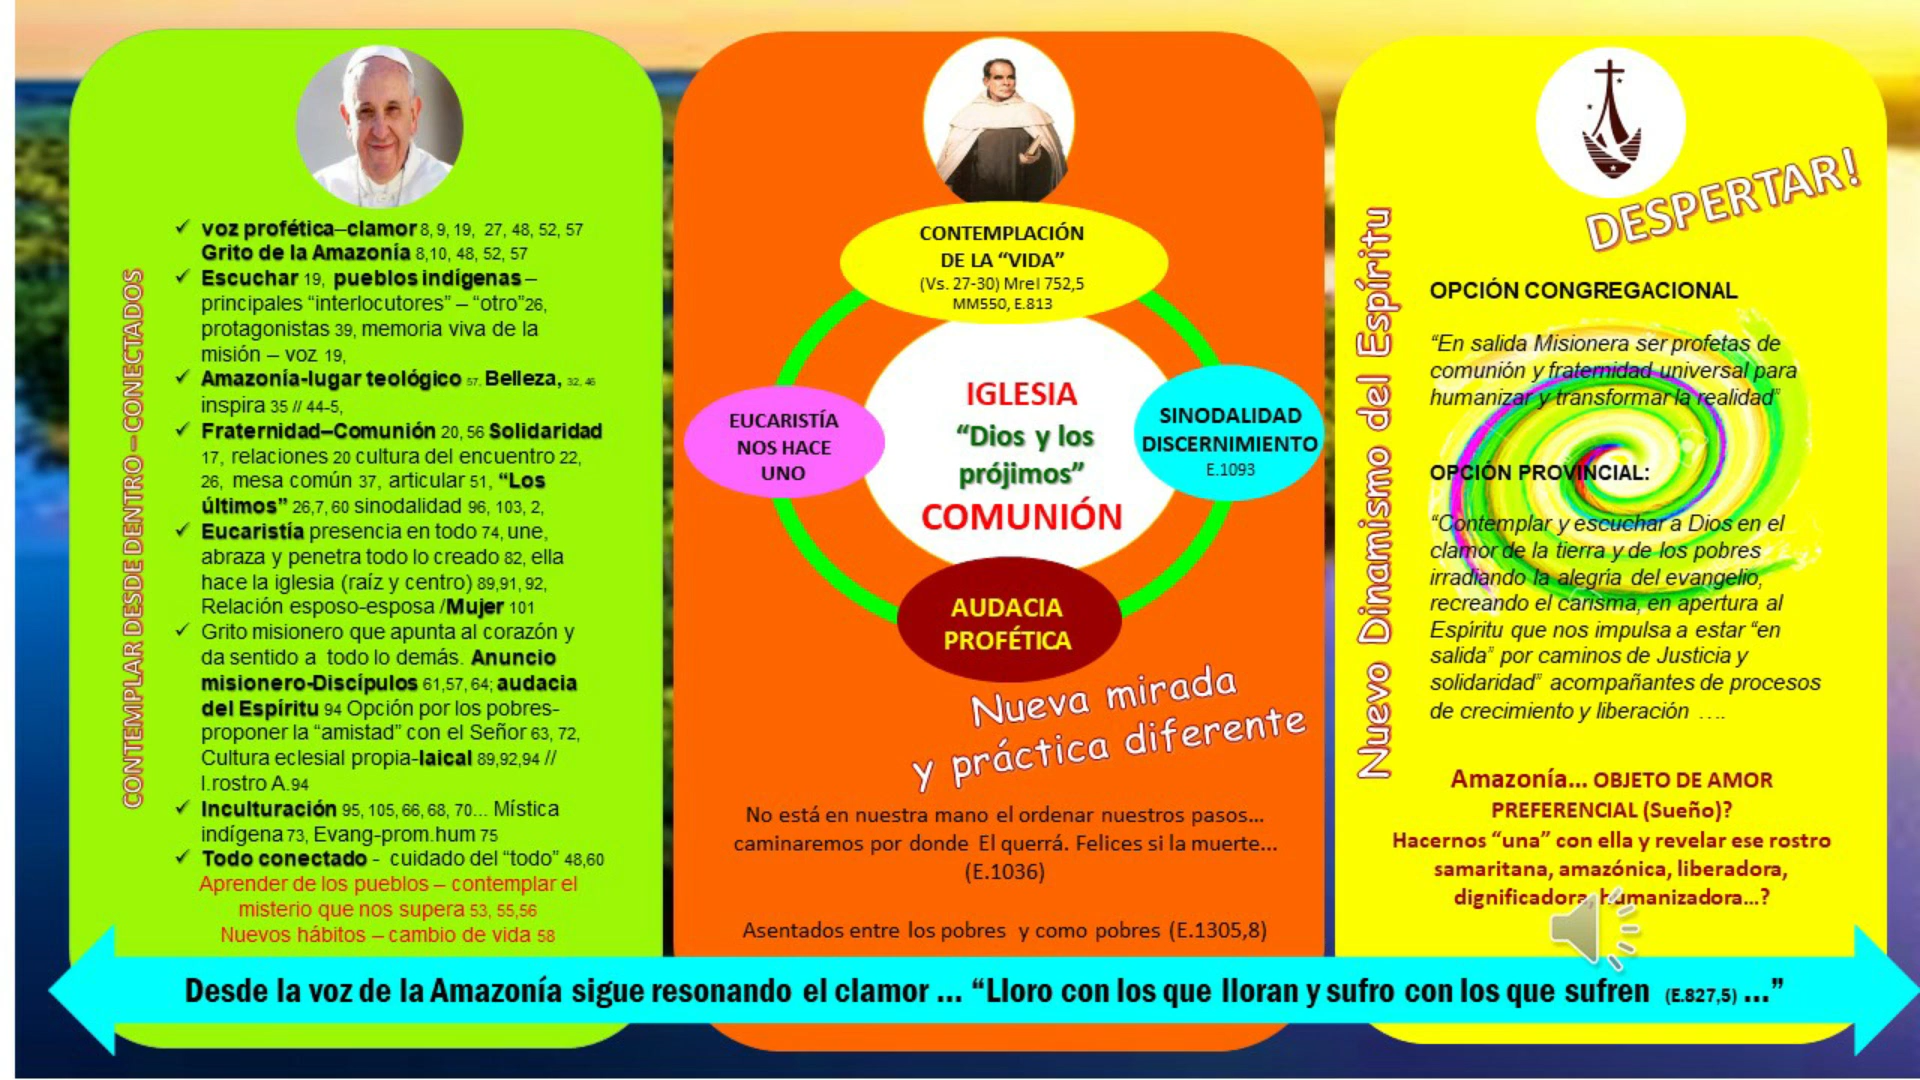 CONTEMPLAR DESDE DENTRO – CONECTADOS
✓ voz profética–clamor 8, 9, 19, 27, 48, 52, 57
Grito de la Amazonía 8,10, 48, 52, 57
✓ Escuchar 19, pueblos indígenas –
principales “interlocutores” – “otro”26,
protagonistas 39, memoria viva de la
misión – voz 19,
✓ Amazonía-lugar teológico 57. Belleza, 32, 46
inspira 35 // 44-5,
✓ Fraternidad–Comunión 20, 56 Solidaridad
17, relaciones 20 cultura del encuentro 22,
26, mesa común 37, articular 51, “Los
últimos” 26,7, 60 sinodalidad 96, 103, 2,
✓ Eucaristía presencia en todo 74, une,
abraza y penetra todo lo creado 82, ella
hace la iglesia (raíz y centro) 89,91, 92,
Relación esposo-esposa /Mujer 101
✓ Grito misionero que apunta al corazón y
da sentido a todo lo demás. Anuncio
misionero-Discípulos 61,57, 64; audacia
del Espíritu 94 Opción por los pobres-
proponer la “amistad” con el Señor 63, 72,
Cultura eclesial propia-laical 89,92,94 //
I.rostro A.94
✓ Inculturación 95, 105, 66, 68, 70... Mística
indígena 73, Evang-prom.hum 75
✓ Todo conectado - cuidado del “todo” 48,60
Aprender de los pueblos – contemplar el
misterio que nos supera 53, 55,56
Nuevos hábitos – cambio de vida 58
CONTEMPLACIÓN
DE LA “VIDA”
(Vs. 27-30) Mrel 752,5
MM550, E.813
EUCARISTÍA
NOS HACE
UNO
IGLESIA
“Dios y los
prójimos”
COMUNIÓN
SINODALIDAD
DISCERNIMIENTO
E.1093
AUDACIA
PROFÉTICA
Nueva mirada
y práctica diferente
No está en nuestra mano el ordenar nuestros pasos...
caminaremos por donde El querrá. Felices si la muerte...
(E.1036)
Asentados entre los pobres y como pobres (E.1305,8)
Nuevo Dinamismo del Espíritu
DESPERTAR!
OPCIÓN CONGREGACIONAL
“En salida Misionera ser profetas de
comunión y fraternidad universal para
humanizar y transformar la realidad”
OPCIÓN PROVINCIAL:
“Contemplar y escuchar a Dios en el
clamor de la tierra y de los pobres
irradiando la alegría del evangelio,
recreando el carisma, en apertura al
Espíritu que nos impulsa a estar “en
salida” por caminos de Justicia y
solidaridad” acompañantes de procesos
de crecimiento y liberación ….
Amazonía... OBJETO DE AMOR
PREFERENCIAL (Sueño)?
Hacernos “una” con ella y revelar ese rostro
samaritana, amazónica, liberadora,
dignificadora, humanizadora...?
Desde la voz de la Amazonía sigue resonando el clamor ... “Lloro con los que lloran y sufro con los que sufren (E.827,5) ...”